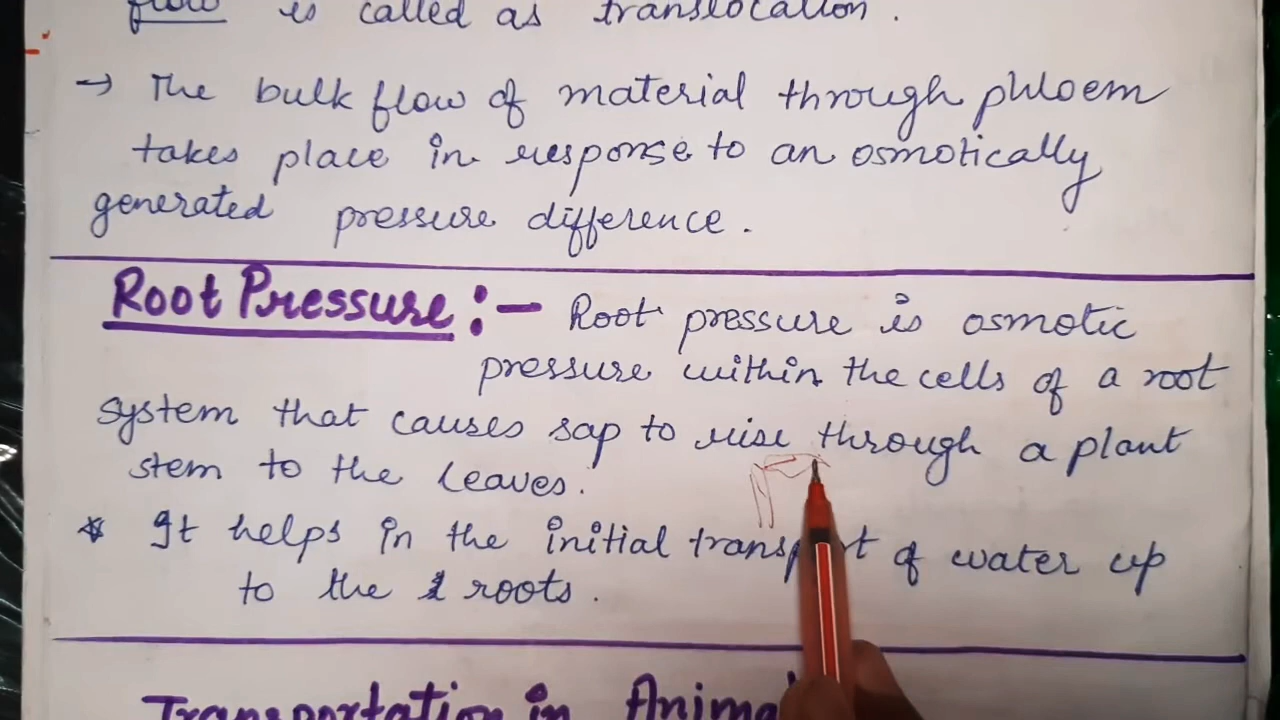 flow is called as translocation.
→ The bulk flow of material through phloem
takes place in response to an osmotically
generated pressure difference.
Root Pressure :- Root pressure is osmotic
pressure within the cells of a root
system that causes sap to rise through a plant
stem to the leaves.
* It helps in the initial transport of water up
to the roots.
Transportation in Animal